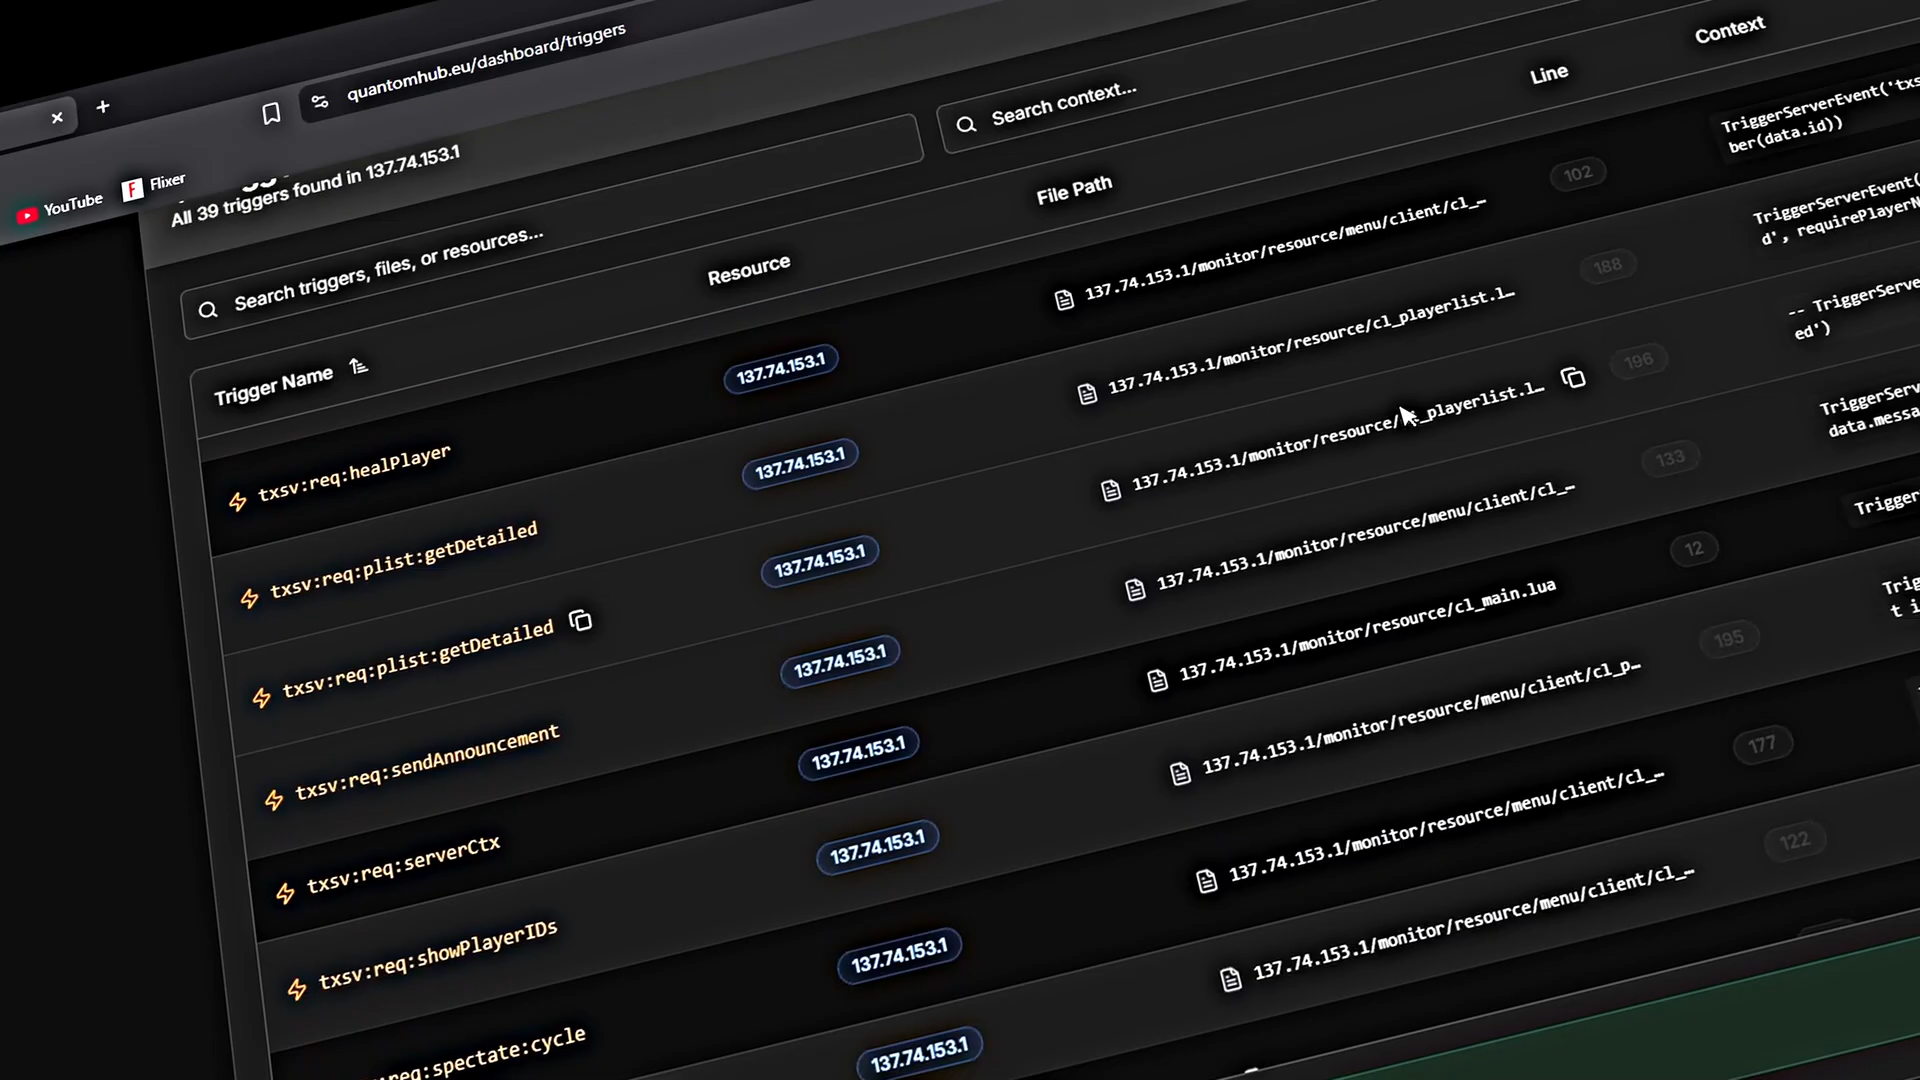 quantomhub.eu/dashboard/triggers
YouTube
Flixer
All 39 triggers found in 137.74.153.1
Search triggers, files, or resources...
Search context...
Trigger Name
Resource
File Path
Line
Context
txsv:req:healPlayer
137.74.153.1
137.74.153.1/monitor/resource/menu/client/cl_…
102
TriggerServerEvent('txs
ber(data.id))
txsv:req:plist:getDetailed
137.74.153.1
137.74.153.1/monitor/resource/cl_playerlist.l…
188
TriggerServerEvent(
d', requirePlayerN
txsv:req:plist:getDetailed
137.74.153.1
137.74.153.1/monitor/resource/cl_playerlist.l…
196
-- TriggerServe
ed')
txsv:req:sendAnnouncement
137.74.153.1
137.74.153.1/monitor/resource/menu/client/cl_…
133
TriggerServ
data.messa
txsv:req:serverCtx
137.74.153.1
137.74.153.1/monitor/resource/cl_main.lua
12
Trigger
txsv:req:showPlayerIDs
137.74.153.1
137.74.153.1/monitor/resource/menu/client/cl_p…
195
Trig
t i
req:spectate:cycle
137.74.153.1
137.74.153.1/monitor/resource/menu/client/cl_…
177
137.74.153.1
137.74.153.1/monitor/resource/menu/client/cl_…
122